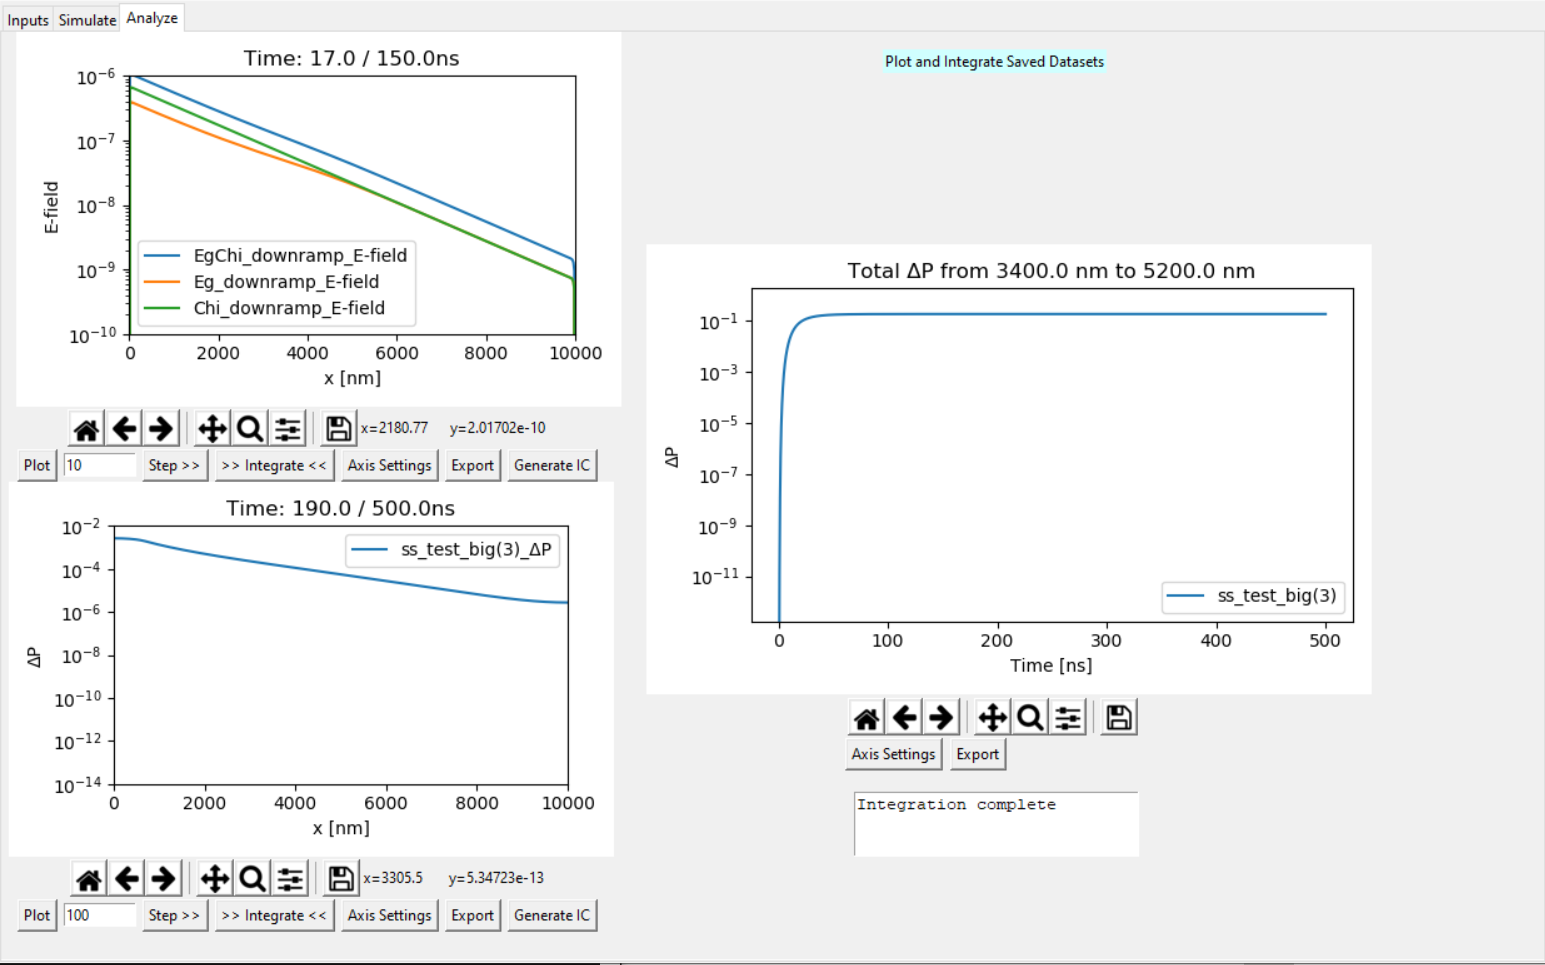 Inputs Simulate Analyze
Plot and Integrate Saved Datasets
Time: 17.0 / 150.0ns
10⁻⁶
10⁻⁷
10⁻⁸
10⁻⁹
10⁻¹⁰
E-field
EgChi_downramp_E-field
Eg_downramp_E-field
Chi_downramp_E-field
0 2000 4000 6000 8000 10000
x [nm]
x=2180.77 y=2.01702e-10
Plot 10 Step >> >> Integrate << Axis Settings Export Generate IC
Time: 190.0 / 500.0ns
10⁻²
10⁻⁴
10⁻⁶
10⁻⁸
10⁻¹⁰
10⁻¹²
10⁻¹⁴
ΔP
ss_test_big(3)_ΔP
0 2000 4000 6000 8000 10000
x [nm]
x=3305.5 y=5.34723e-13
Plot 100 Step >> >> Integrate << Axis Settings Export Generate IC
Total ΔP from 3400.0 nm to 5200.0 nm
10⁻¹
10⁻³
10⁻⁵
10⁻⁷
10⁻⁹
10⁻¹¹
ΔP
ss_test_big(3)
0 100 200 300 400 500
Time [ns]
Axis Settings Export
Integration complete